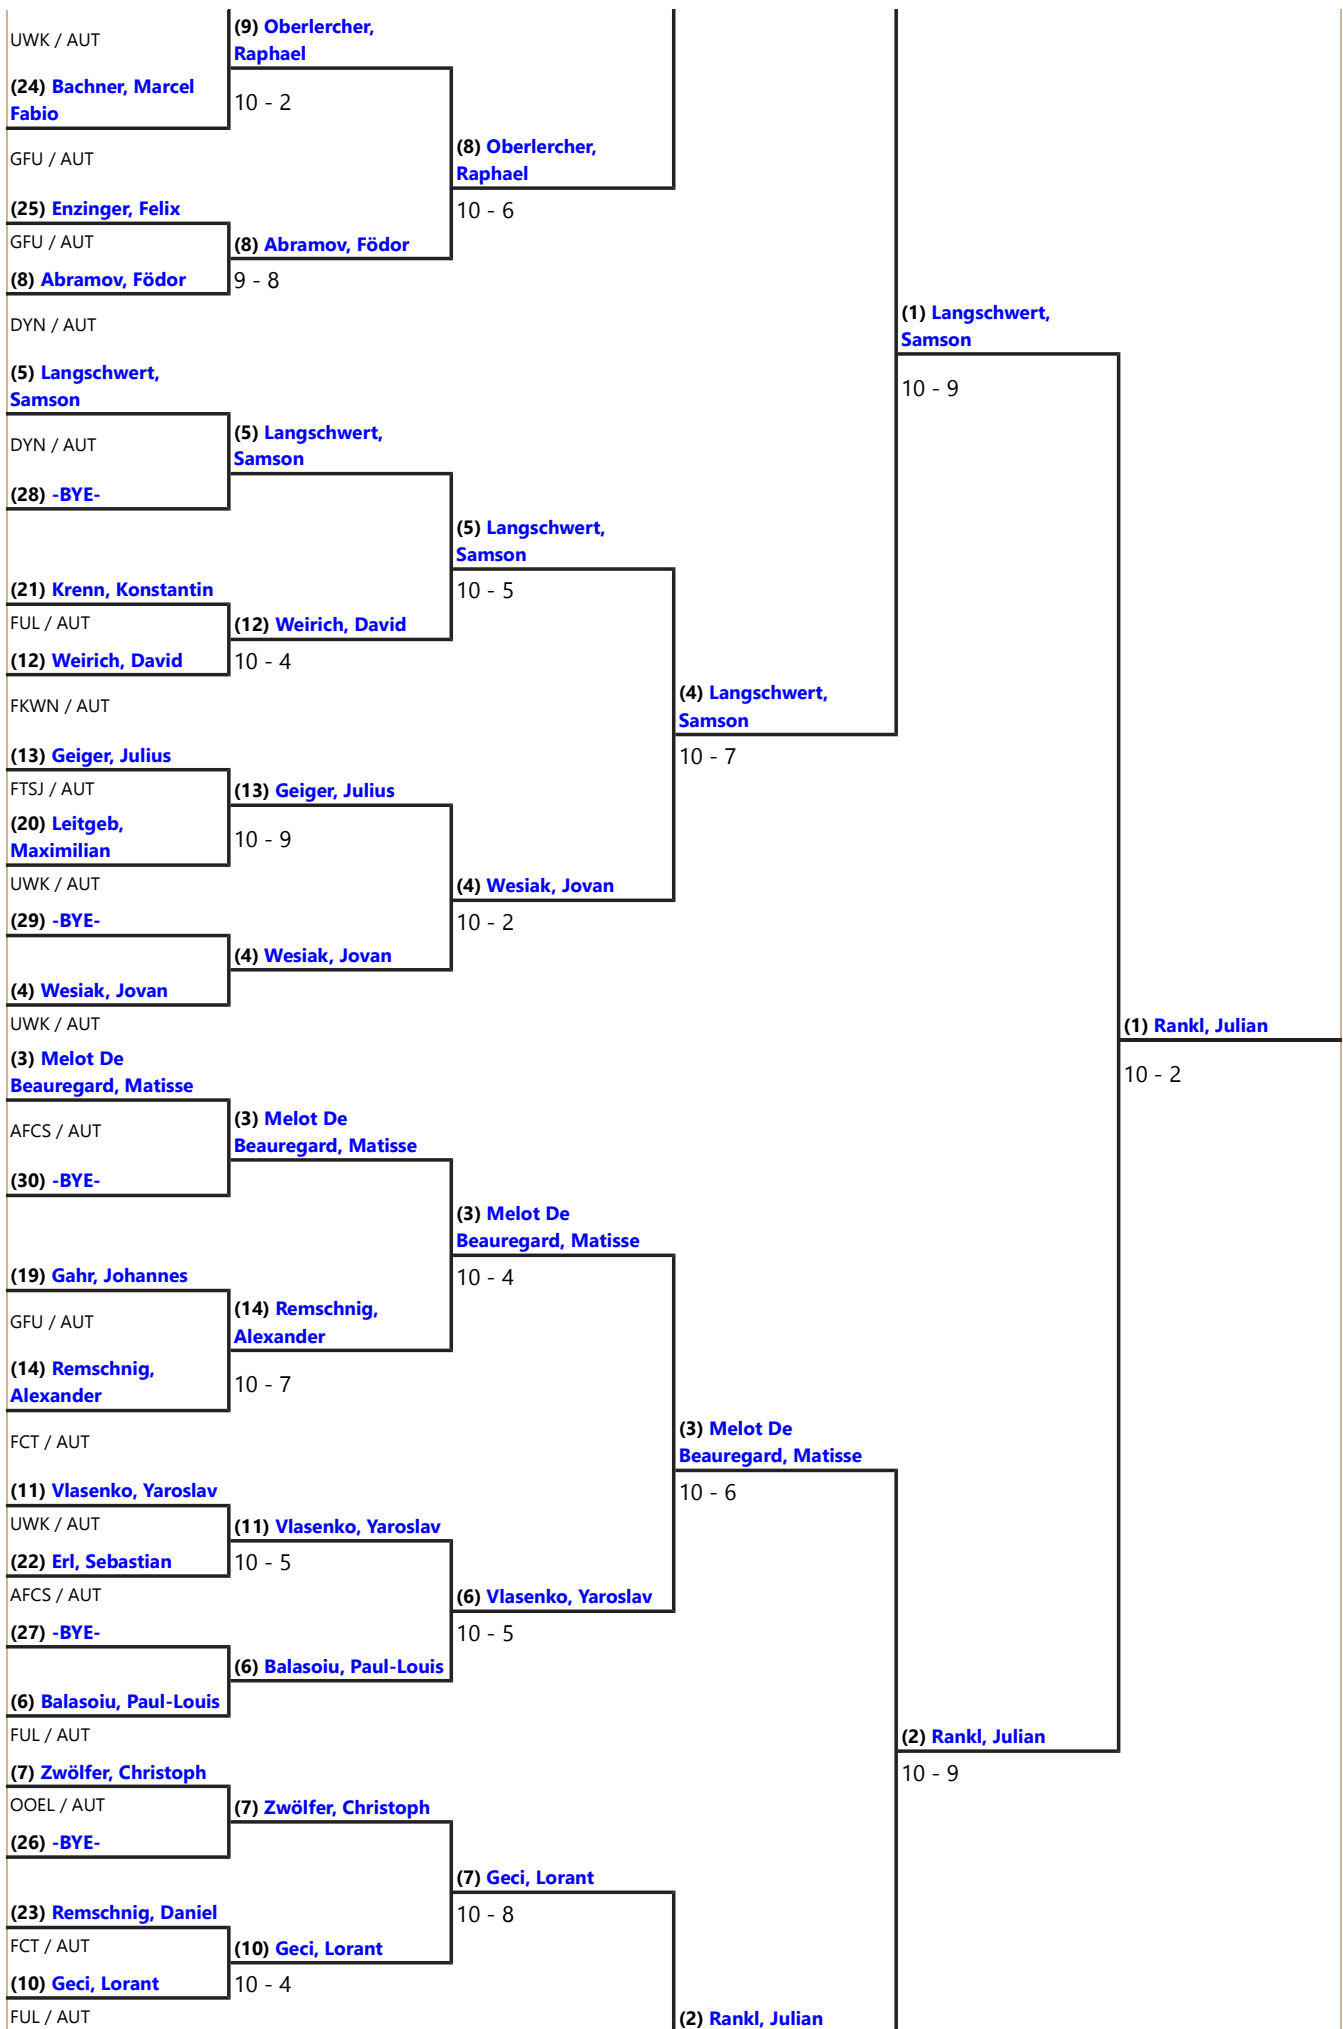 UWK / AUT
(24) Bachner, Marcel
Fabio
GFU / AUT
(25) Enzinger, Felix
GFU / AUT
(8) Abramov, Födor
DYN / AUT
(5) Langschwert,
Samson
DYN / AUT
(28) -BYE-
(21) Krenn, Konstantin
FUL / AUT
(12) Weirich, David
FKWN / AUT
(13) Geiger, Julius
FTSJ / AUT
(20) Leitgeb,
Maximilian
UWK / AUT
(29) -BYE-
(4) Wesiak, Jovan
UWK / AUT
(3) Melot De
Beauregard, Matisse
AFCS / AUT
(30) -BYE-
(19) Gahr, Johannes
GFU / AUT
(14) Remschnig,
Alexander
FCT / AUT
(11) Vlasenko, Yaroslav
UWK / AUT
(22) Erl, Sebastian
AFCS / AUT
(27) -BYE-
(6) Balasoiu, Paul-Louis
FUL / AUT
(7) Zwölfer, Christoph
OOEL / AUT
(26) -BYE-
(23) Remschnig, Daniel
FCT / AUT
(10) Geci, Lorant
FUL / AUT
(9) Oberlercher,
Raphael
10 - 2
(8) Abramov, Födor
9 - 8
(5) Langschwert,
Samson
(12) Weirich, David
10 - 4
(13) Geiger, Julius
10 - 9
(4) Wesiak, Jovan
(3) Melot De
Beauregard, Matisse
(14) Remschnig,
Alexander
10 - 7
(11) Vlasenko, Yaroslav
10 - 5
(6) Balasoiu, Paul-Louis
(7) Zwölfer, Christoph
(10) Geci, Lorant
10 - 4
(8) Oberlercher,
Raphael
10 - 6
(5) Langschwert,
Samson
10 - 5
(4) Wesiak, Jovan
10 - 2
(3) Melot De
Beauregard, Matisse
10 - 4
(6) Vlasenko, Yaroslav
10 - 5
(7) Geci, Lorant
10 - 8
(4) Langschwert,
Samson
10 - 7
(3) Melot De
Beauregard, Matisse
10 - 6
(2) Rankl, Julian
(1) Langschwert,
Samson
10 - 9
(2) Rankl, Julian
10 - 9
(1) Rankl, Julian
10 - 2